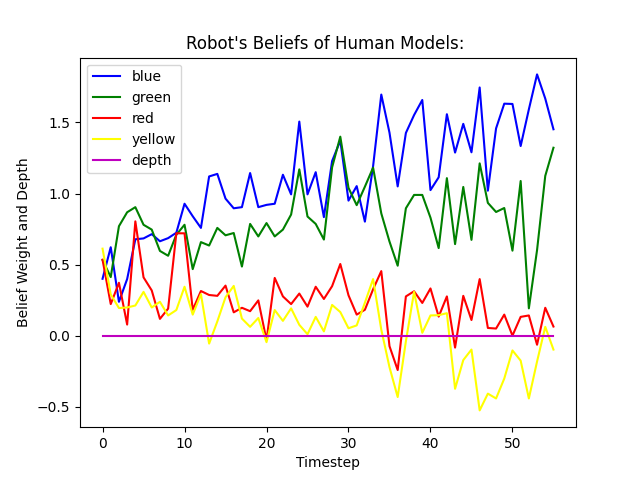 Robot's Beliefs of Human Models:
blue
green
red
yellow
depth
Belief Weight and Depth
1.5
1.0
0.5
0.0
−0.5
0 10 20 30 40 50
Timestep